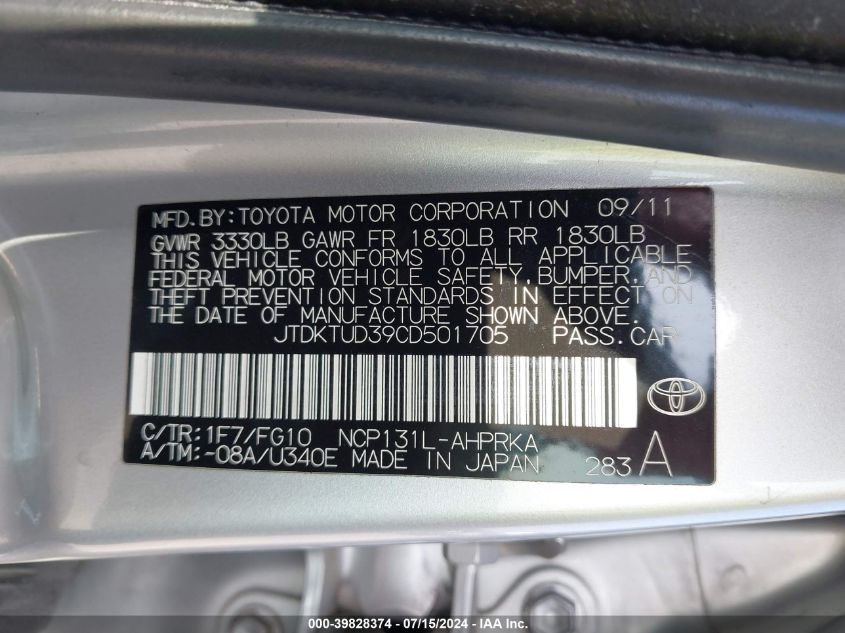 MFD. BY: TOYOTA MOTOR CORPORATION 09/11
GVWR 3330LB GAWR FR 1830LB RR 1830LB
THIS VEHICLE CONFORMS TO ALL APPLICABLE
FEDERAL MOTOR VEHICLE SAFETY, BUMPER, AND
THEFT PREVENTION STANDARDS IN EFFECT ON
THE DATE OF MANUFACTURE SHOWN ABOVE.
JTDKTUD39CD501705 PASS. CAR
C/TR: 1F7/FG10 NCP131L-AHPRKA
A/TM: -08A/U340E MADE IN JAPAN 283 A
000-39828374 - 07/15/2024 - IAA Inc.